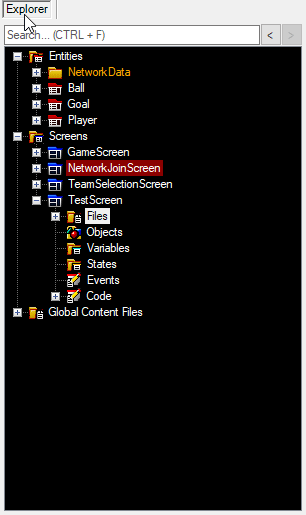 Explorer
Search... (CTRL + F) < >
Entities
NetworkData
Ball
Goal
Player
Screens
GameScreen
NetworkJoinScreen
TeamSelectionScreen
TestScreen
Files
Objects
Variables
States
Events
Code
Global Content Files